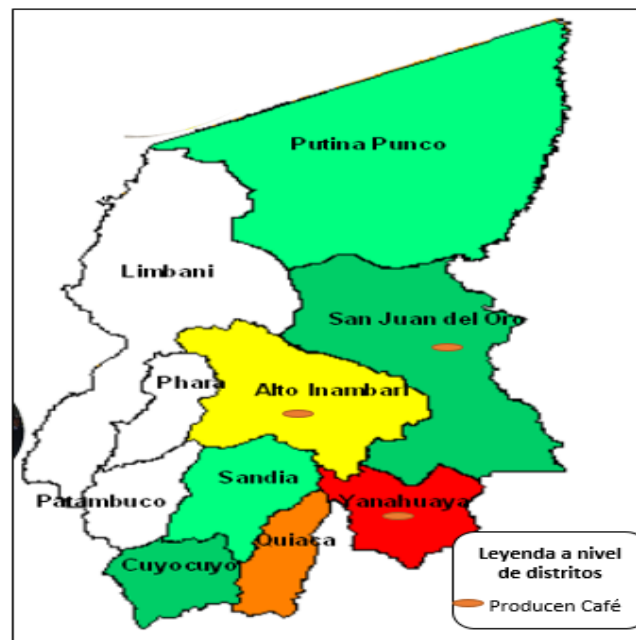 Putina Punco
Limbani
San Juan del Oro
Phara
Alto Inambari
Sandia
Patambuco
Yanahuaya
Quiaca
Cuyocuyo
Leyenda a nivel
de distritos
Producen Café